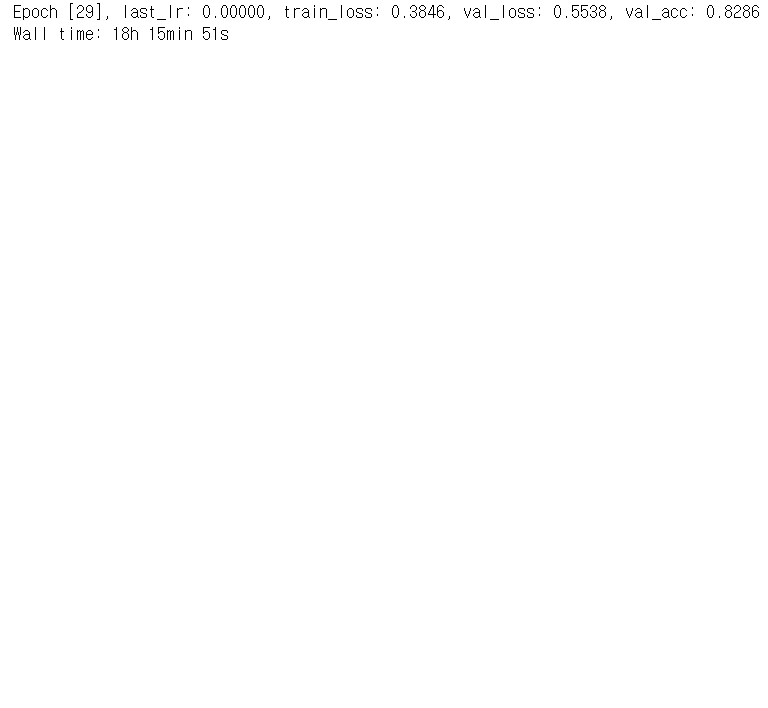 Epoch [29], last_lr: 0.00000, train_loss: 0.3846, val_loss: 0.5538, val_acc: 0.8286
Wall time: 18h 15min 51s